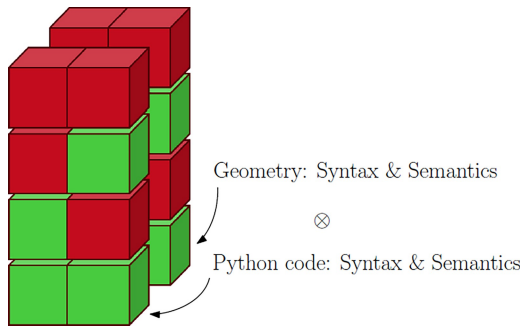 Geometry: Syntax & Semantics
⊗
Python code: Syntax & Semantics